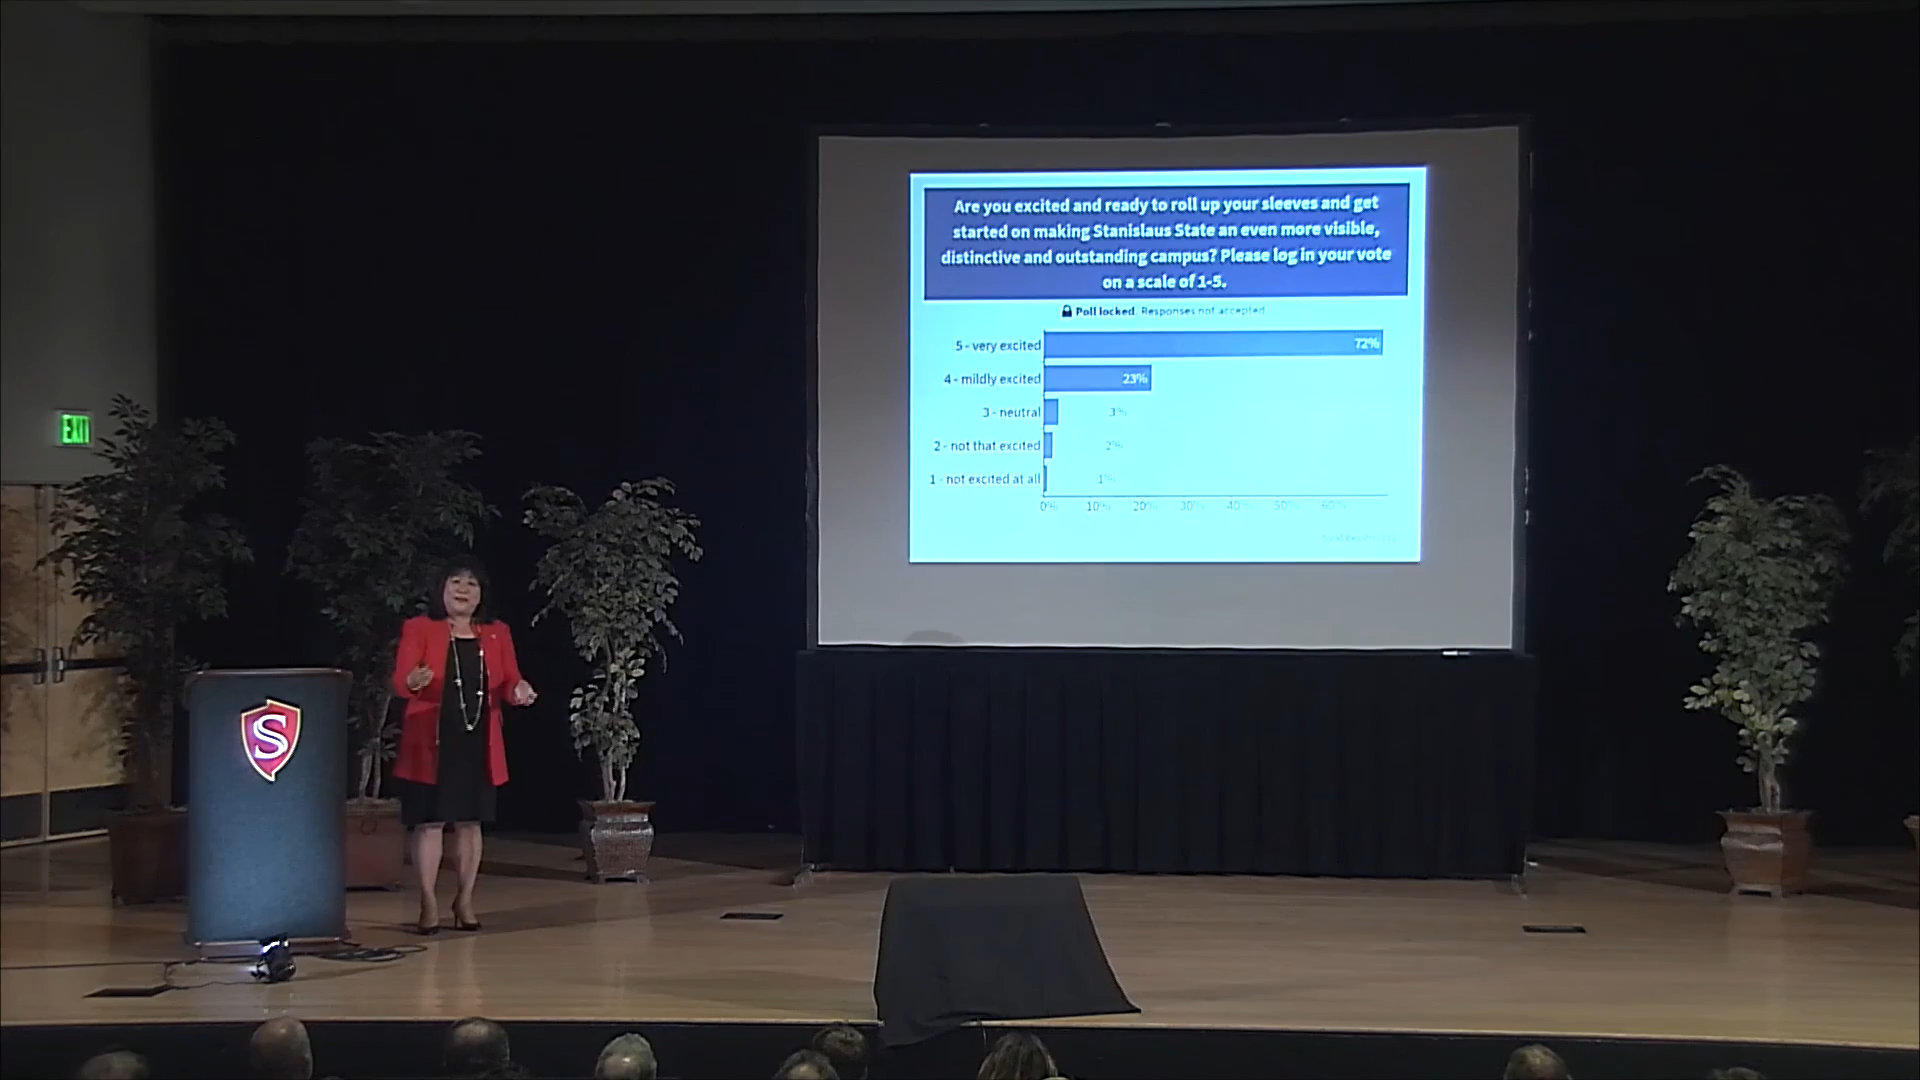 EXIT
Are you excited and ready to roll up your sleeves and get
started on making Stanislaus State an even more visible,
distinctive and outstanding campus? Please log in your vote
on a scale of 1-5.
Poll locked. Responses not accepted
5 - very excited 72%
4 - mildly excited 23%
3 - neutral 3%
2 - not that excited 2%
1 - not excited at all 1%
0% 10% 20% 30% 40% 50% 60%
S